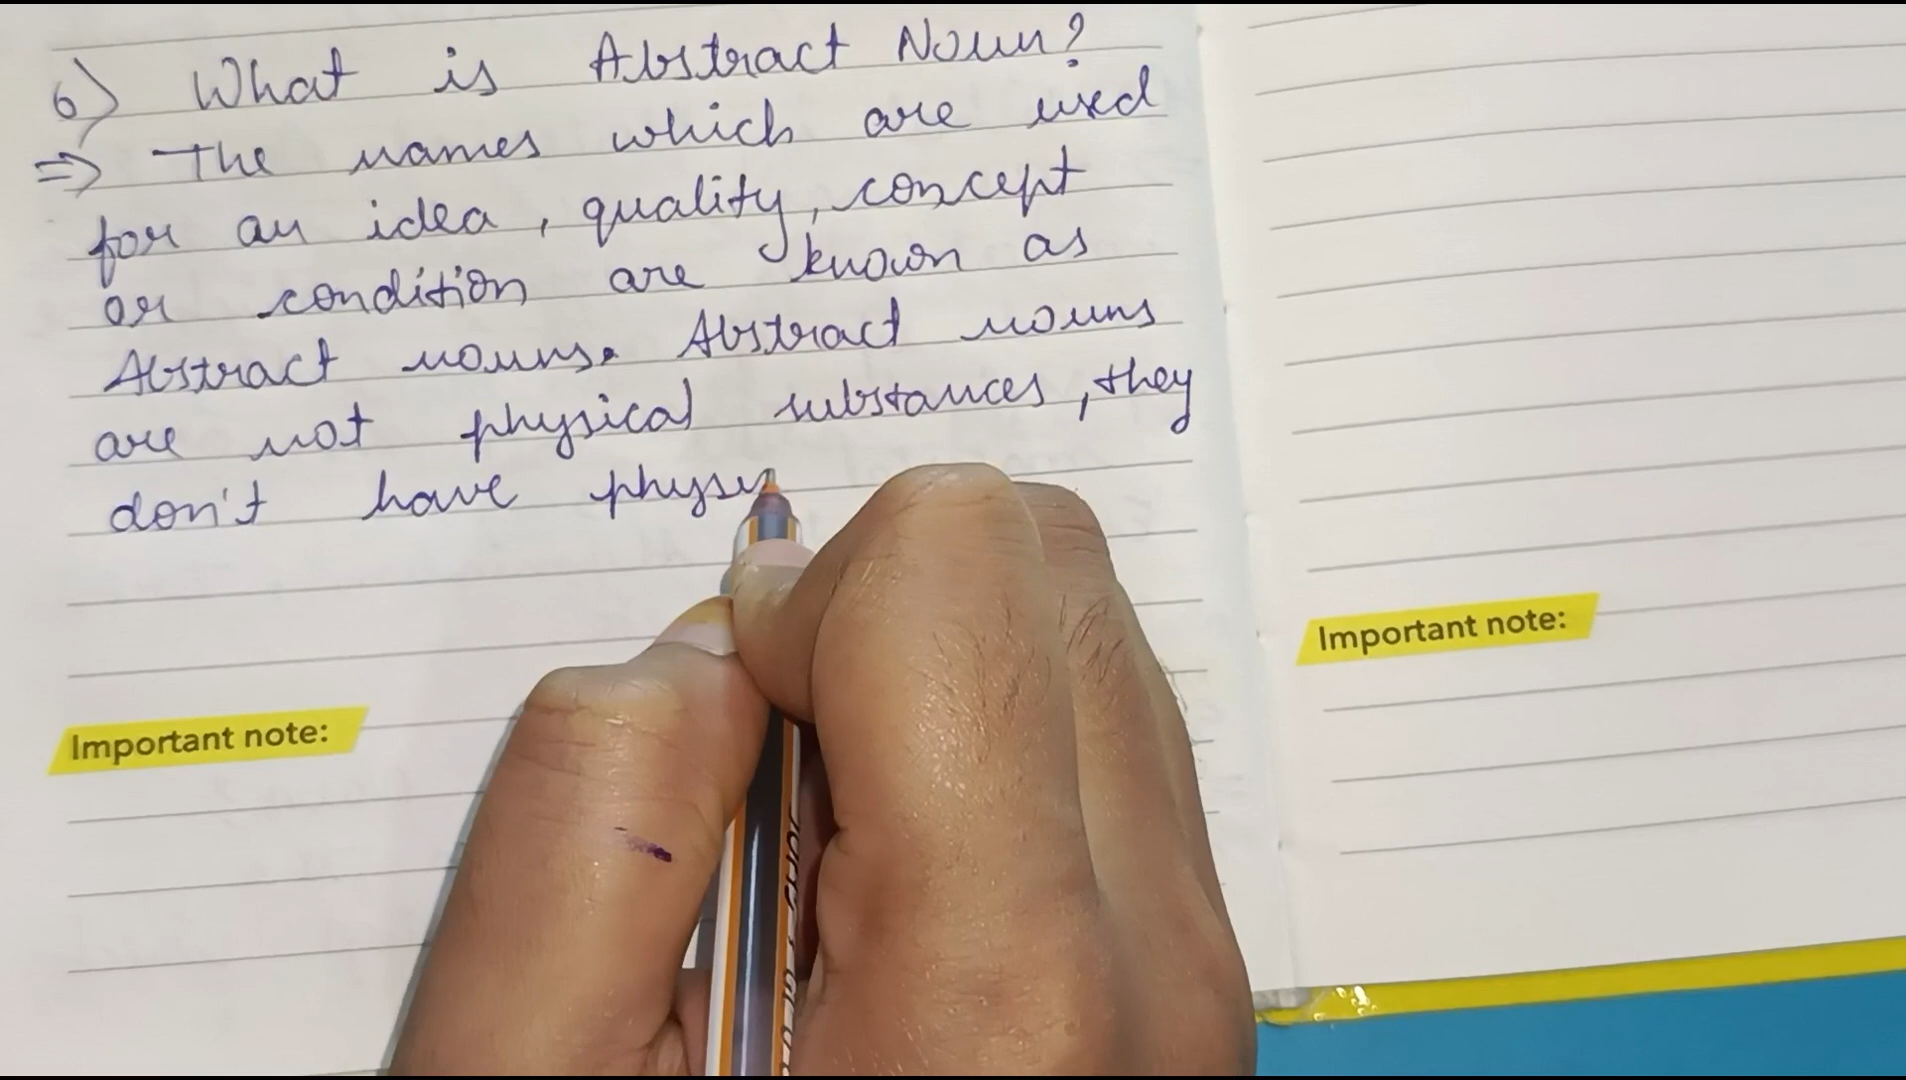 6) What is Abstract Noun?
⇒ The names which are used
for an idea, quality, concept
or condition are known as
Abstract nouns. Abstract nouns
are not physical substances, they
don't have
Important note:
Important note: